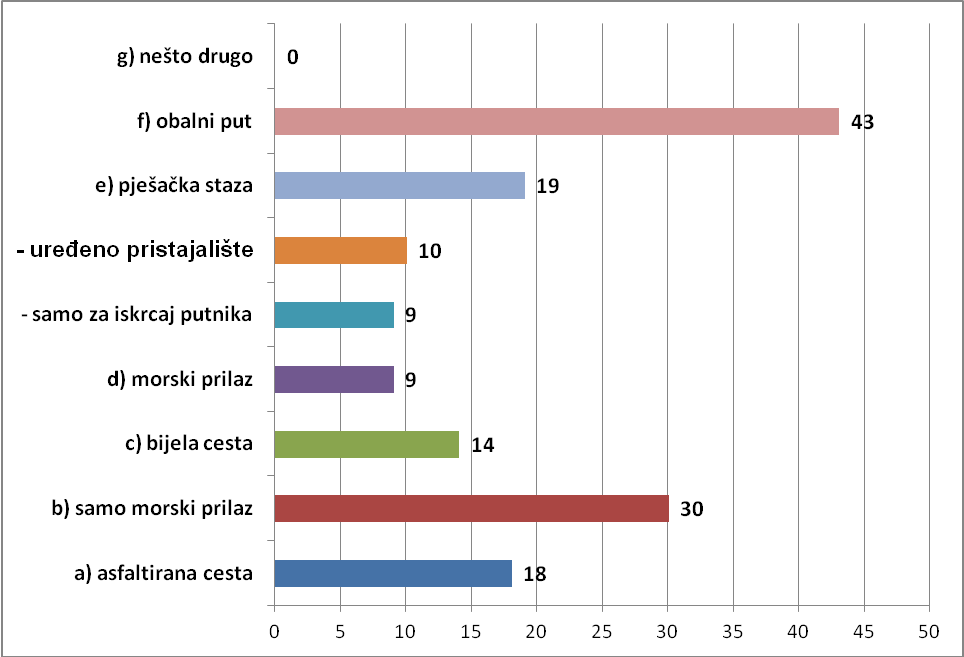 g) nešto drugo 0
f) obalni put 43
e) pješačka staza 19
- uređeno pristajalište 10
- samo za iskrcaj putnika 9
d) morski prilaz 9
c) bijela cesta 14
b) samo morski prilaz 30
a) asfaltirana cesta 18
0 5 10 15 20 25 30 35 40 45 50